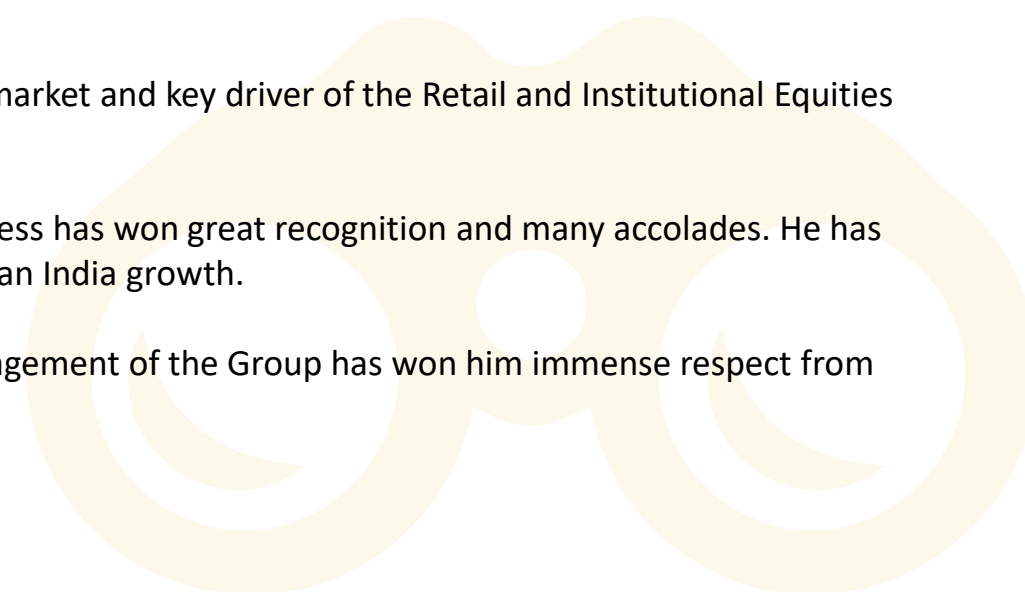 market and key driver of the Retail and Institutional Equities
ess has won great recognition and many accolades. He has
an India growth.
agement of the Group has won him immense respect from